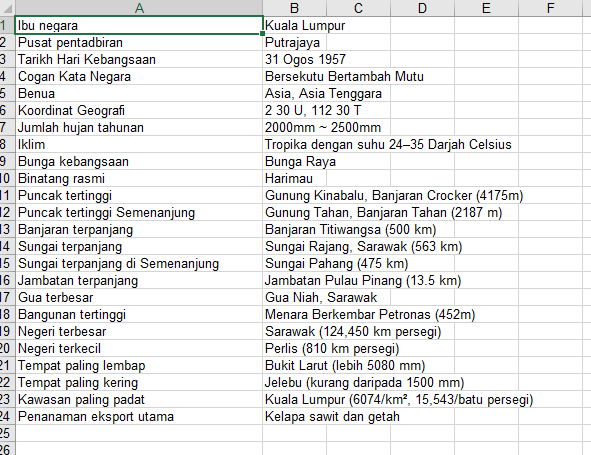 A B C D E F
1 Ibu negara Kuala Lumpur
2 Pusat pentadbiran Putrajaya
3 Tarikh Hari Kebangsaan 31 Ogos 1957
4 Cogan Kata Negara Bersekutu Bertambah Mutu
5 Benua Asia, Asia Tenggara
6 Koordinat Geografi 2 30 U, 112 30 T
7 Jumlah hujan tahunan 2000mm ~ 2500mm
8 Iklim Tropika dengan suhu 24–35 Darjah Celsius
9 Bunga kebangsaan Bunga Raya
10 Binatang rasmi Harimau
11 Puncak tertinggi Gunung Kinabalu, Banjaran Crocker (4175m)
12 Puncak tertinggi Semenanjung Gunung Tahan, Banjaran Tahan (2187 m)
13 Banjaran terpanjang Banjaran Titiwangsa (500 km)
14 Sungai terpanjang Sungai Rajang, Sarawak (563 km)
15 Sungai terpanjang di Semenanjung Sungai Pahang (475 km)
16 Jambatan terpanjang Jambatan Pulau Pinang (13.5 km)
17 Gua terbesar Gua Niah, Sarawak
18 Bangunan tertinggi Menara Berkembar Petronas (452m)
19 Negeri terbesar Sarawak (124,450 km persegi)
20 Negeri terkecil Perlis (810 km persegi)
21 Tempat paling lembap Bukit Larut (lebih 5080 mm)
22 Tempat paling kering Jelebu (kurang daripada 1500 mm)
23 Kawasan paling padat Kuala Lumpur (6074/km², 15,543/batu persegi)
24 Penanaman eksport utama Kelapa sawit dan getah
25
26